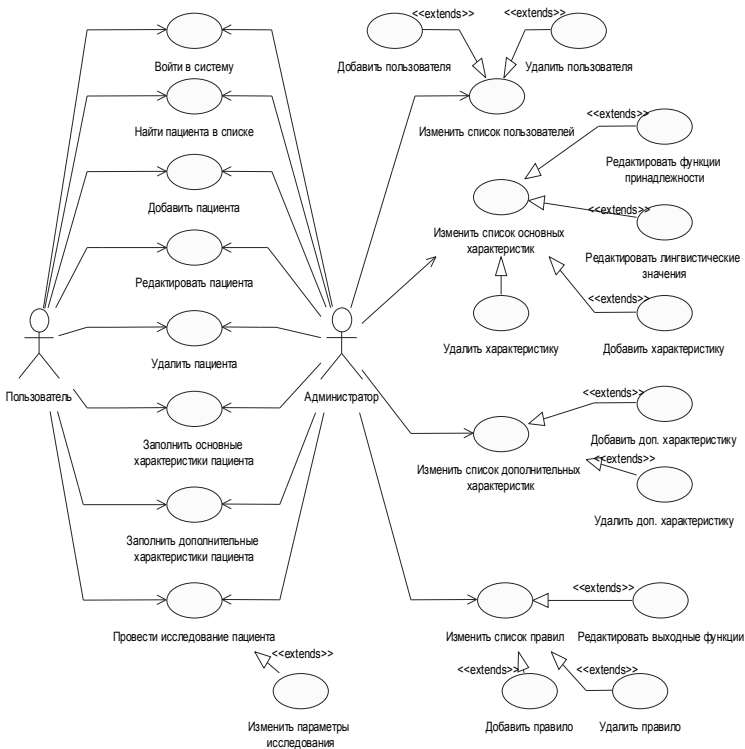 <<extends>>
<<extends>>
Войти в систему
Добавить пользователя
Удалить пользователя
<<extends>>
Найти пациента в списке
Изменить список пользователей
Редактировать функции
принадлежности
Добавить пациента
<<extends>>
Изменить список основных
характеристик
Редактировать лингвистические
значения
Редактировать пациента
<<extends>>
Удалить характеристику
Добавить характеристику
Удалить пациента
Пользователь
Администратор
<<extends>>
Заполнить основные
характеристики пациента
Добавить доп. характеристику
<<extends>>
Изменить список дополнительных
характеристик
Удалить доп. характеристику
Заполнить дополнительные
характеристики пациента
<<extends>>
Провести исследование пациента
Изменить список правил
Редактировать выходные функции
<<extends>>
<<extends>>
<<extends>>
Изменить параметры
исследования
Добавить правило
Удалить правило